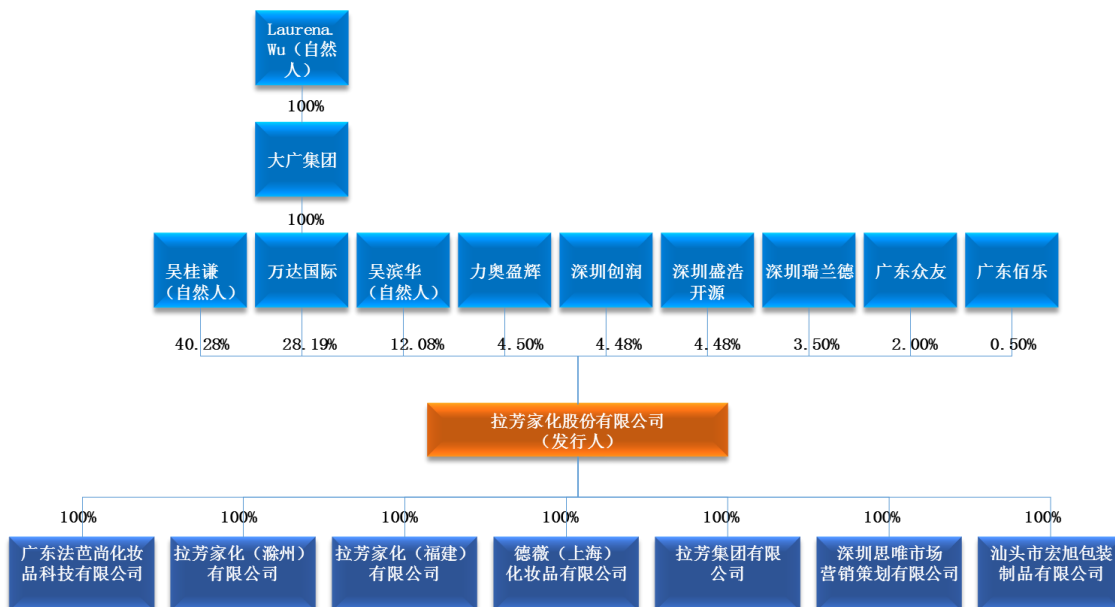 Laurena
Wu（自然
人）
100%
大广集团
100%
吴桂谦
（自然人）
万达国际
吴滨华
（自然人）
力奥盈辉
深圳创润
深圳盛浩
开源
深圳瑞兰德
广东众友
广东佰乐
40.28%
28.19%
12.08%
4.50%
4.48%
4.48%
3.50%
2.00%
0.50%
拉芳家化股份有限公司
（发行人）
100%
100%
100%
100%
100%
100%
100%
广东法芭尚化妆
品科技有限公司
拉芳家化（滁州）
有限公司
拉芳家化（福建）
有限公司
德薇（上海）
化妆品有限公司
拉芳集团有限
公司
深圳思唯市场
营销策划有限公司
汕头市宏旭包装
制品有限公司